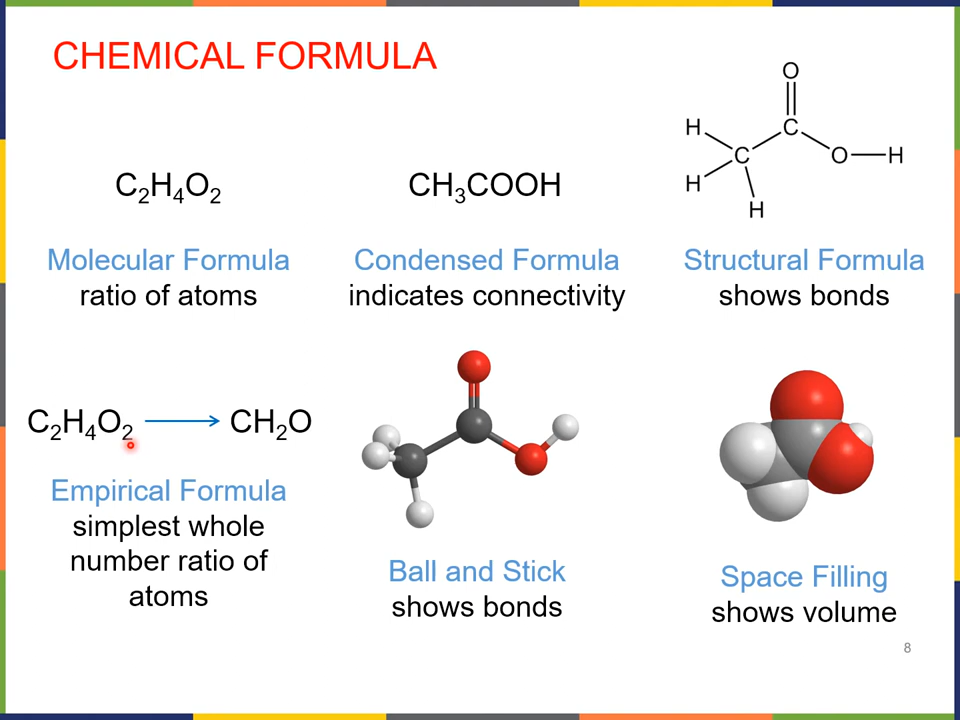 CHEMICAL FORMULA
C₂H₄O₂
Molecular Formula
ratio of atoms
CH₃COOH
Condensed Formula
indicates connectivity
O
H
C
C
O
H
H
H
Structural Formula
shows bonds
C₂H₄O₂ → CH₂O
Empirical Formula
simplest whole
number ratio of
atoms
Ball and Stick
shows bonds
Space Filling
shows volume
8